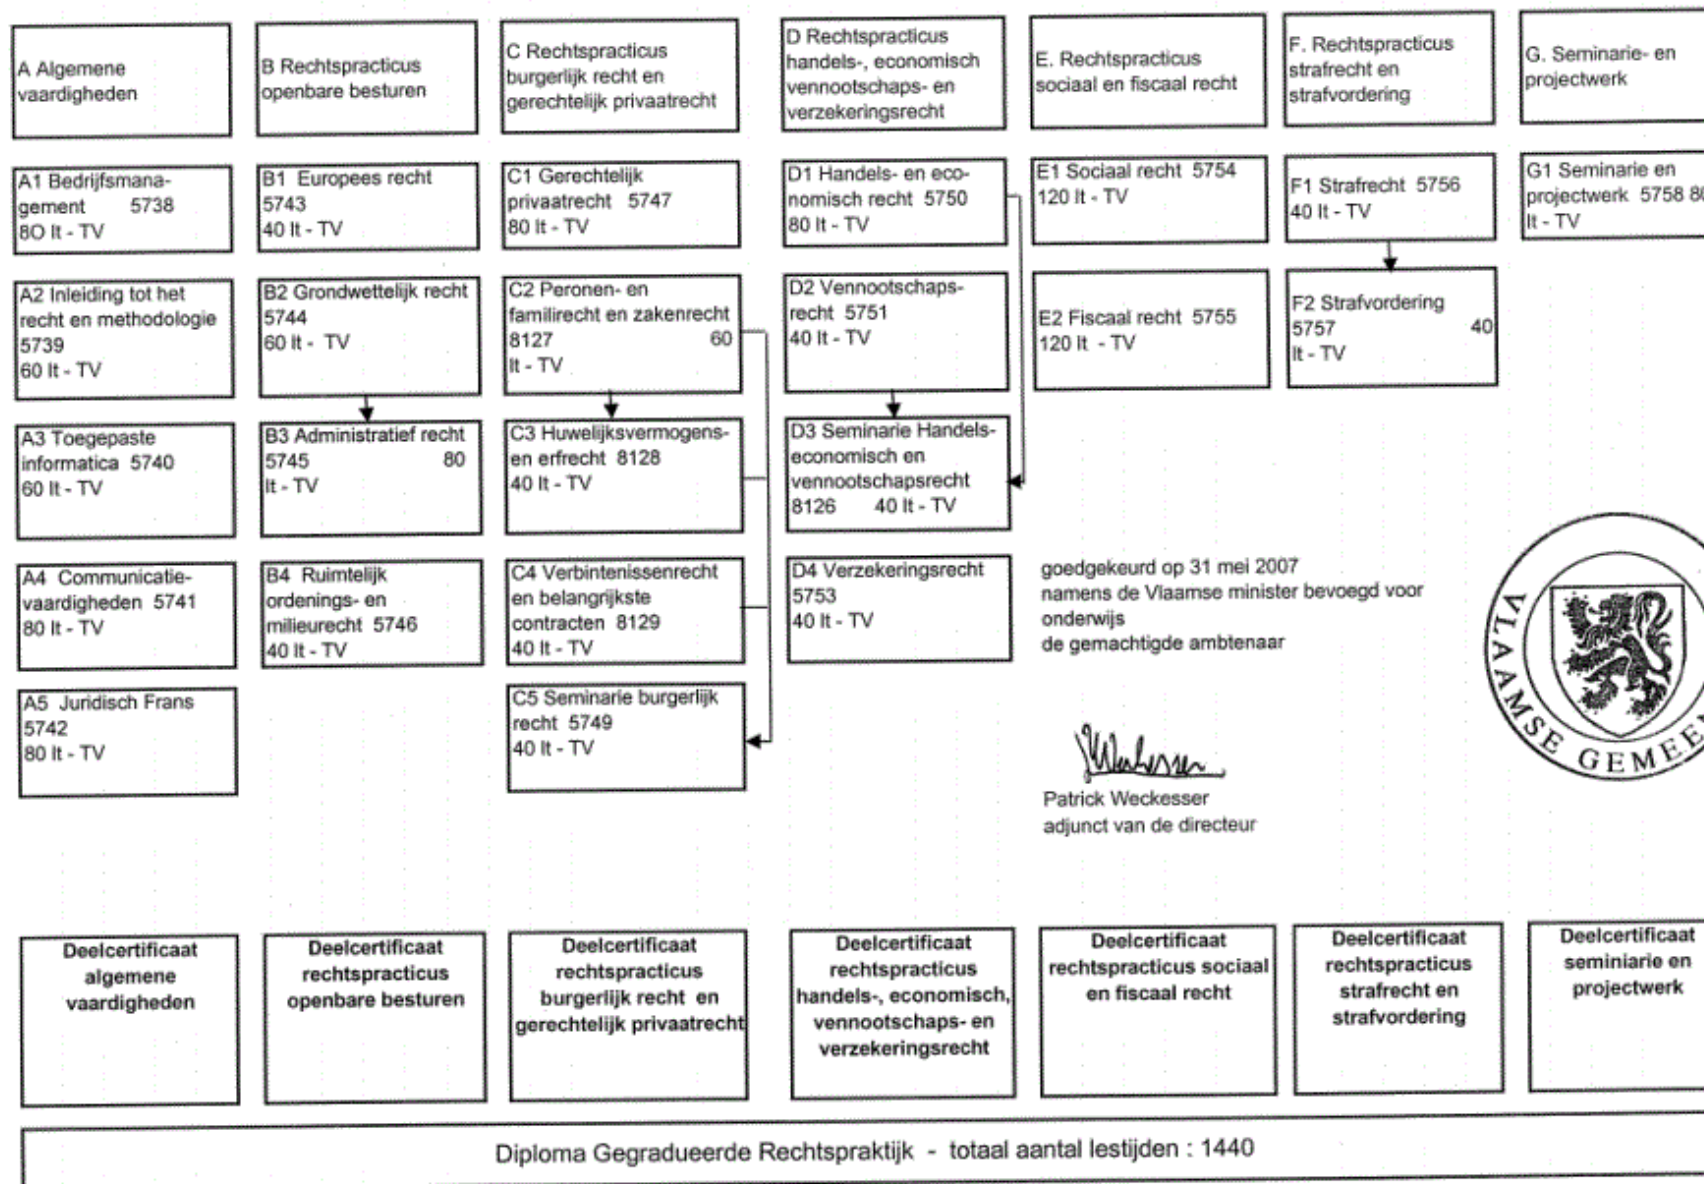 A Algemene
vaardigheden
B Rechtspracticus
openbare besturen
C Rechtspracticus
burgerlijk recht en
gerechtelijk privaatrecht
D Rechtspracticus
handels-, economisch
vennootschaps- en
verzekeringsrecht
E. Rechtspracticus
sociaal en fiscaal recht
F. Rechtspracticus
strafrecht en
strafvordering
G. Seminarie- en
projectwerk
A1 Bedrijfsmana-
gement 5738
8O lt - TV
B1 Europees recht
5743
40 lt - TV
C1 Gerechtelijk
privaatrecht 5747
80 lt - TV
D1 Handels- en eco-
nomisch recht 5750
80 lt - TV
E1 Sociaal recht 5754
120 lt - TV
F1 Strafrecht 5756
40 lt - TV
G1 Seminarie en
projectwerk 5758 80
lt - TV
A2 Inleiding tot het
recht en methodologie
5739
60 lt - TV
B2 Grondwettelijk recht
5744
60 lt - TV
C2 Peronen- en
familirecht en zakenrecht
8127 60
lt - TV
D2 Vennootschaps-
recht 5751
40 lt - TV
E2 Fiscaal recht 5755
120 lt - TV
F2 Strafvordering
5757 40
lt - TV
A3 Toegepaste
informatica 5740
60 lt - TV
B3 Administratief recht
5745 80
lt - TV
C3 Huwelijksvermogens-
en erfrecht 8128
40 lt - TV
D3 Seminarie Handels-
economisch en
vennootschapsrecht
8126 40 lt - TV
A4 Communicatie-
vaardigheden 5741
80 lt - TV
B4 Ruimtelijk
ordenings- en
milieurecht 5746
40 lt - TV
C4 Verbintenissenrecht
en belangrijkste
contracten 8129
40 lt - TV
D4 Verzekeringsrecht
5753
40 lt - TV
goedgekeurd op 31 mei 2007
namens de Vlaamse minister bevoegd voor
onderwijs
de gemachtigde ambtenaar
VLAAMSE GEMEEN
A5 Juridisch Frans
5742
80 lt - TV
C5 Seminarie burgerlijk
recht 5749
40 lt - TV
Patrick Weckesser
adjunct van de directeur
Deelcertificaat
algemene
vaardigheden
Deelcertificaat
rechtspracticus
openbare besturen
Deelcertificaat
rechtspracticus
burgerlijk recht en
gerechtelijk privaatrecht
Deelcertificaat
rechtspracticus
handels-, economisch,
vennootschaps- en
verzekeringsrecht
Deelcertificaat
rechtspracticus sociaal
en fiscaal recht
Deelcertificaat
rechtspracticus
strafrecht en
strafvordering
Deelcertificaat
seminiarie en
projectwerk
Diploma Gegradueerde Rechtspraktijk - totaal aantal lestijden : 1440